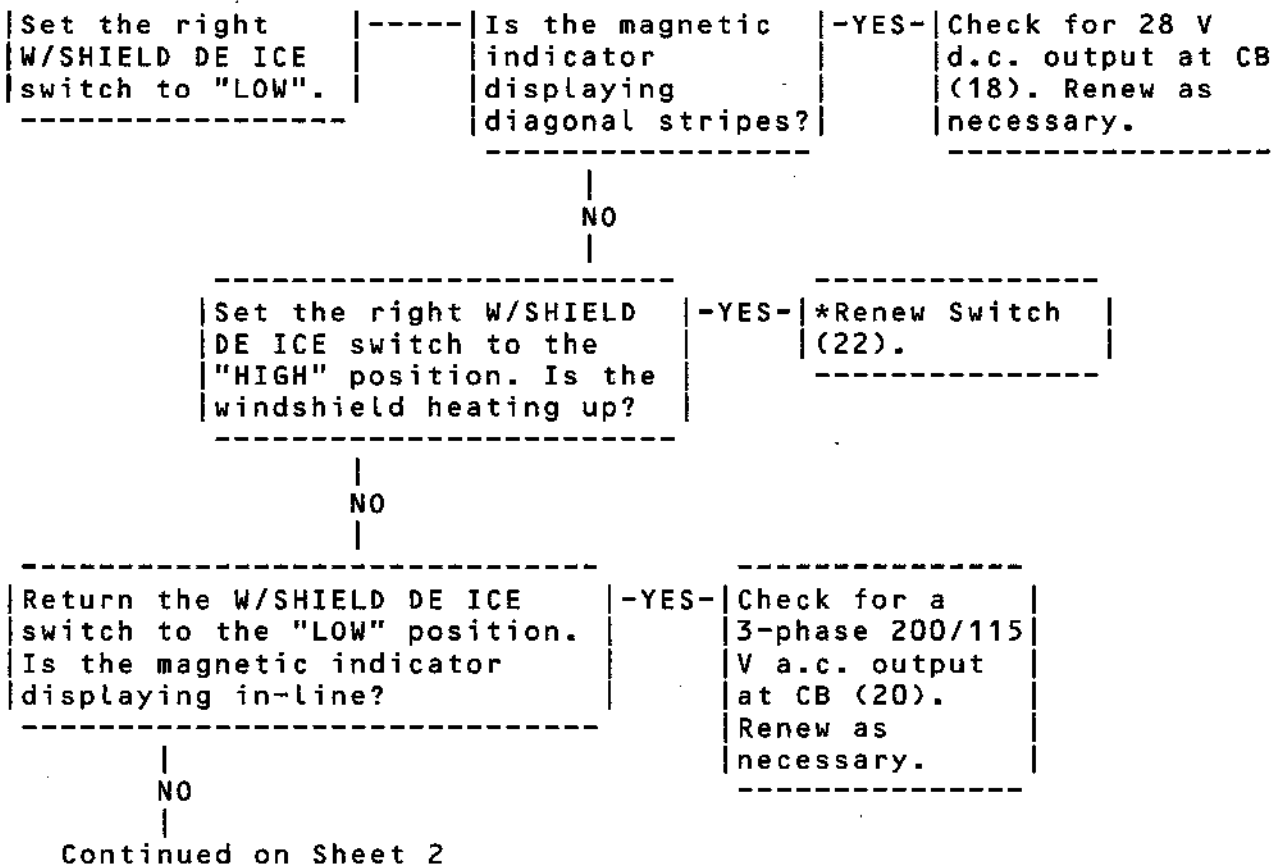 Set the right
W/SHIELD DE ICE
switch to "LOW".
Is the magnetic
indicator
displaying
diagonal stripes?
YES
Check for 28 V
d.c. output at CB
(18). Renew as
necessary.
NO
Set the right W/SHIELD
DE ICE switch to the
"HIGH" position. Is the
windshield heating up?
YES
*Renew Switch
(22).
NO
Return the W/SHIELD DE ICE
switch to the "LOW" position.
Is the magnetic indicator
displaying in-line?
YES
Check for a
3-phase 200/115
V a.c. output
at CB (20).
Renew as
necessary.
NO
Continued on Sheet 2